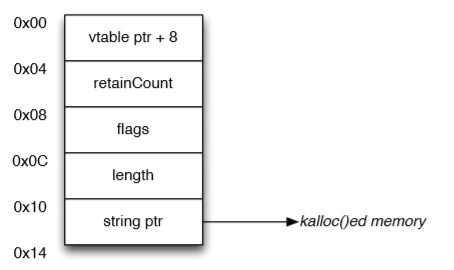 0x00
vtable ptr + 8
0x04
retainCount
0x08
flags
0x0C
length
0x10
string ptr
kalloc()ed memory
0x14